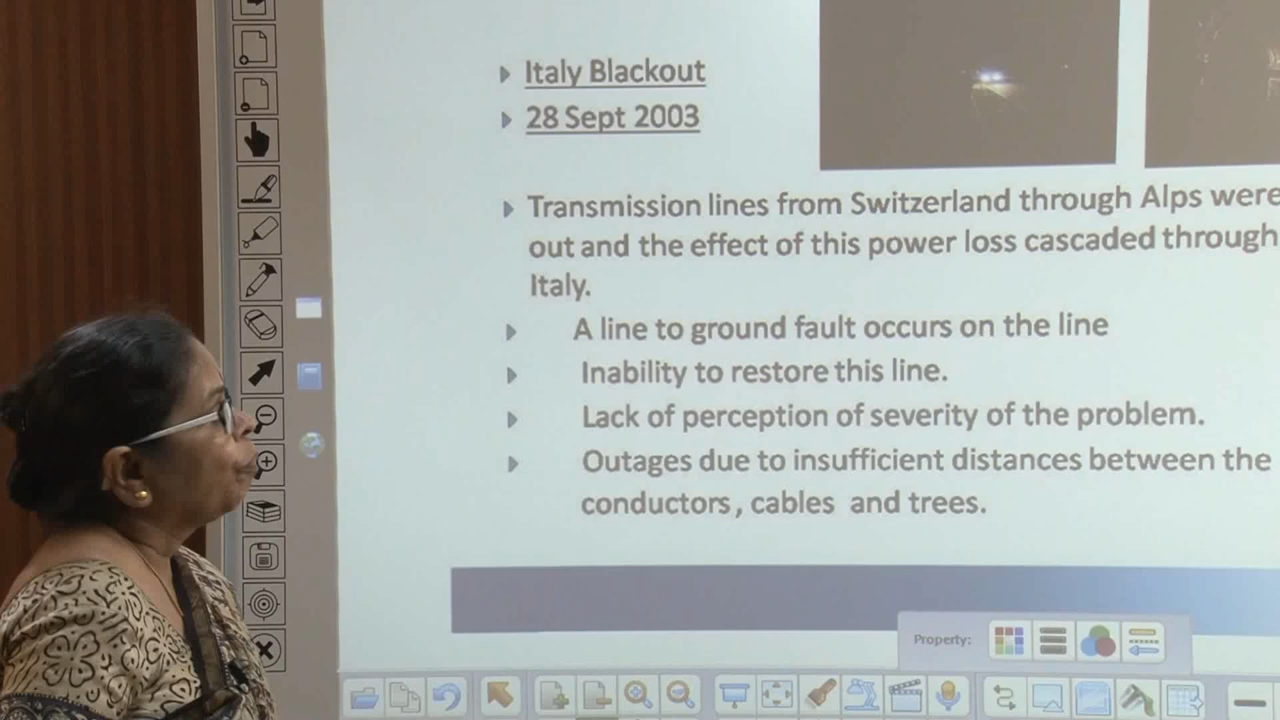 Italy Blackout
28 Sept 2003
Transmission lines from Switzerland through Alps were
out and the effect of this power loss cascaded through
Italy.
A line to ground fault occurs on the line
Inability to restore this line.
Lack of perception of severity of the problem.
Outages due to insufficient distances between the
conductors, cables and trees.
Property: